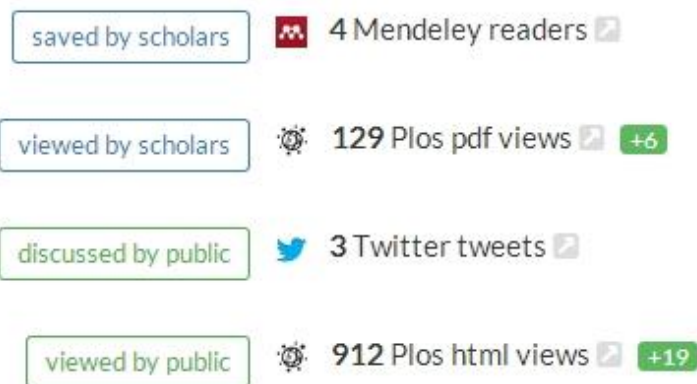 saved by scholars 4 Mendeley readers
viewed by scholars 129 Plos pdf views +6
discussed by public 3 Twitter tweets
viewed by public 912 Plos html views +19